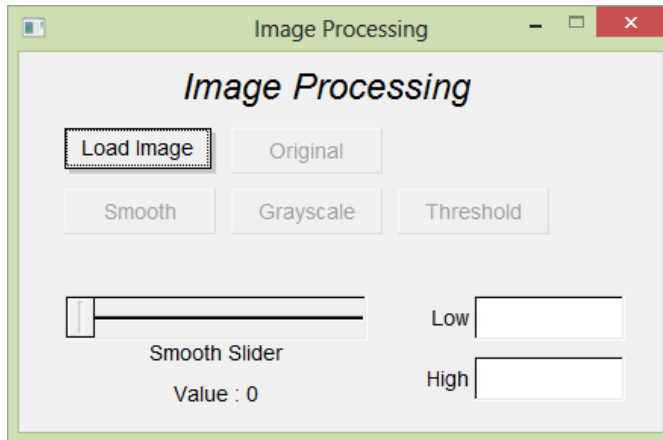 Image Processing
Image Processing
Load Image Original
Smooth Grayscale Threshold
Low
Smooth Slider
High
Value : 0